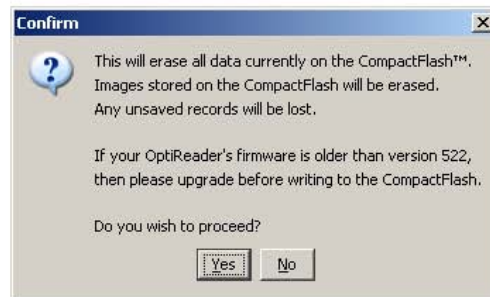 Confirm
This will erase all data currently on the CompactFlash™.
Images stored on the CompactFlash will be erased.
Any unsaved records will be lost.
If your OptiReader's firmware is older than version 522,
then please upgrade before writing to the CompactFlash.
Do you wish to proceed?
Yes No